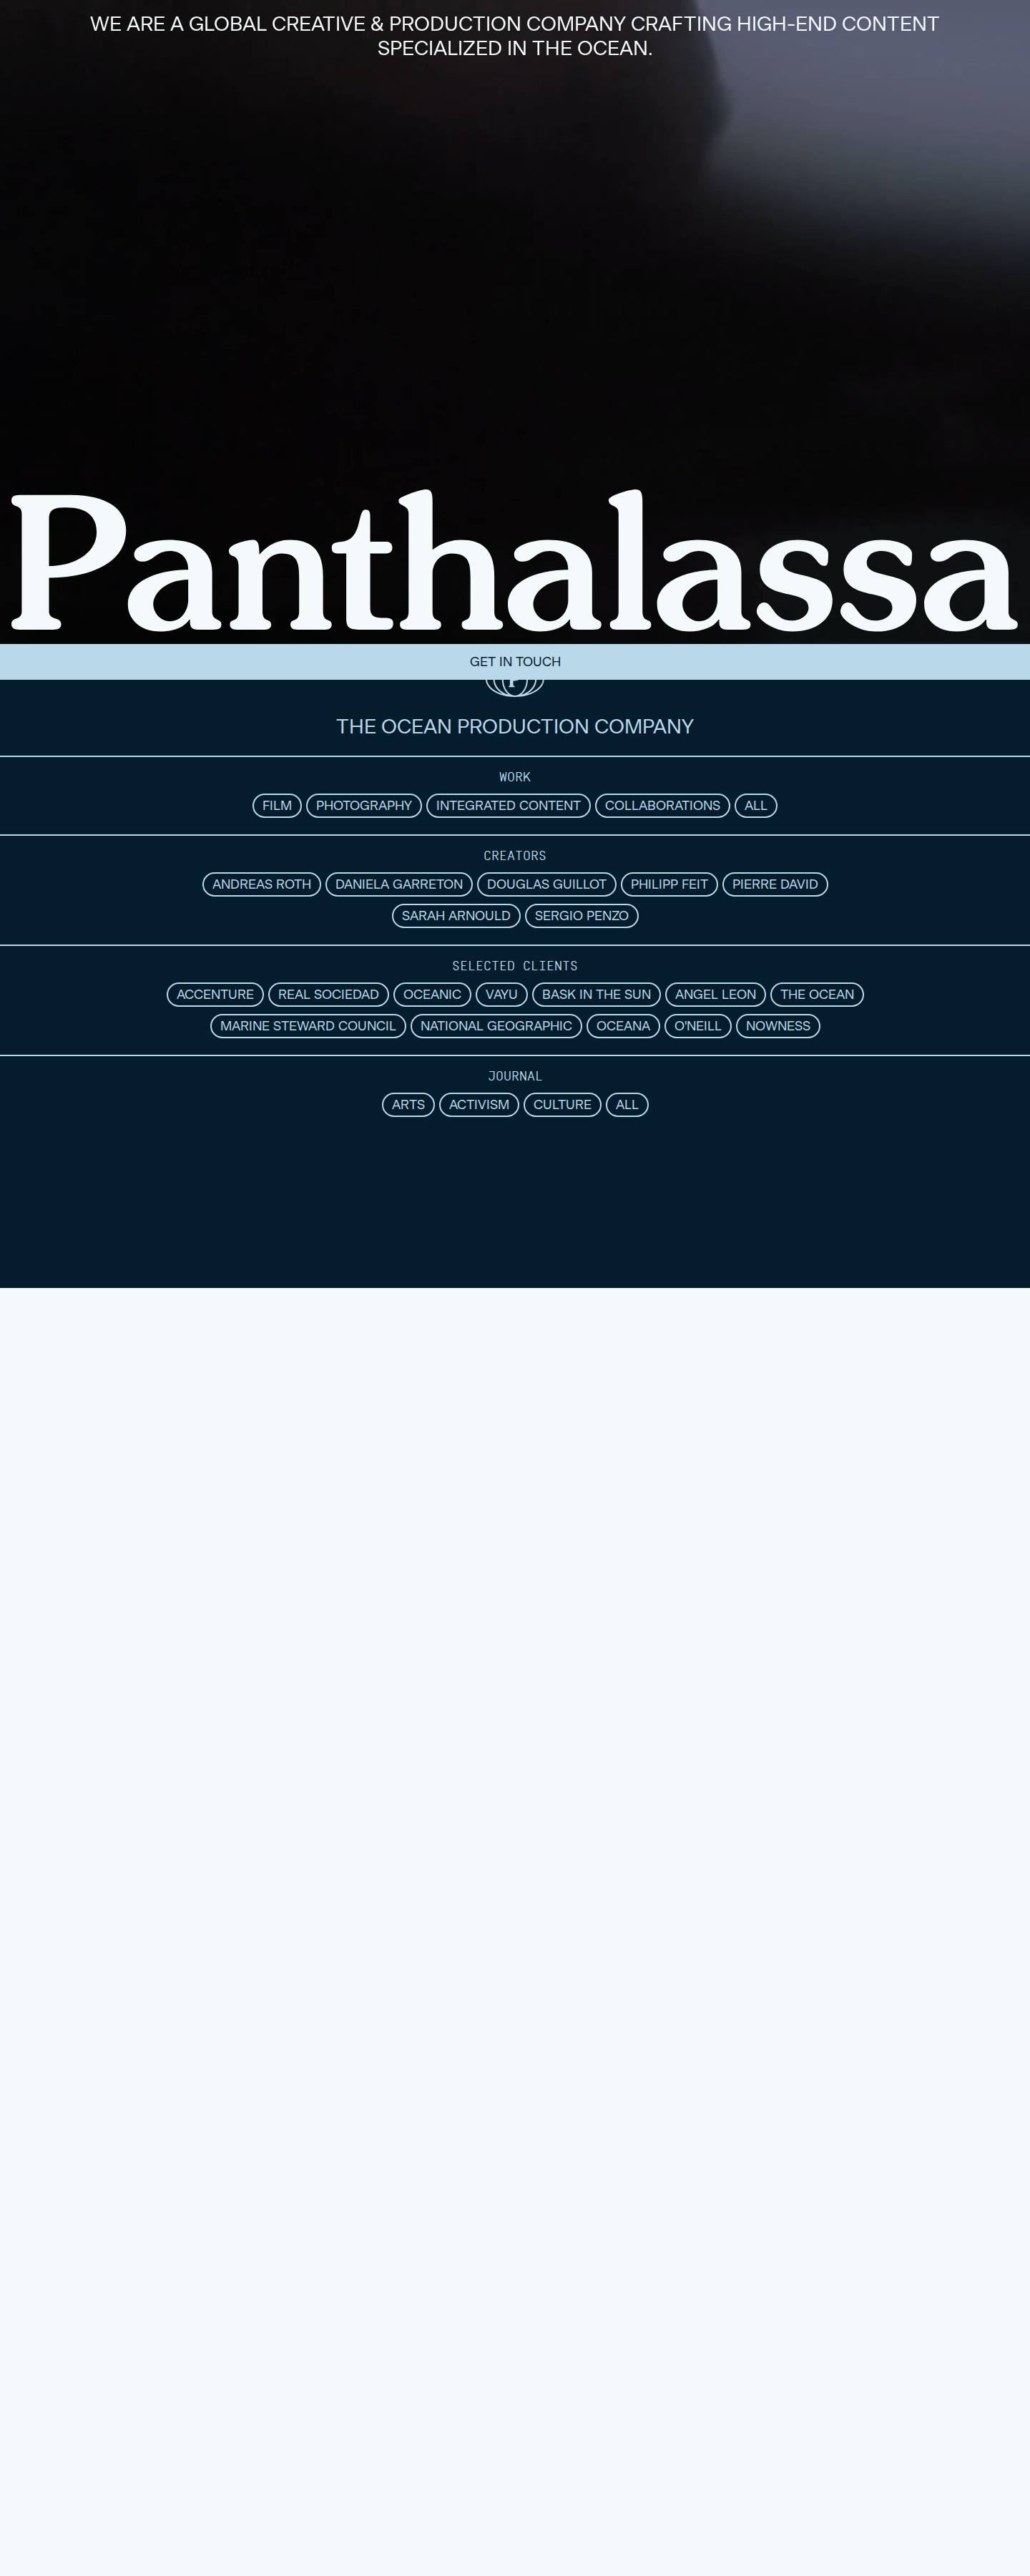 WE ARE A GLOBAL CREATIVE & PRODUCTION COMPANY CRAFTING HIGH-END CONTENT
SPECIALIZED IN THE OCEAN.
Panthalassa
GET IN TOUCH
THE OCEAN PRODUCTION COMPANY
WORK
FILM PHOTOGRAPHY INTEGRATED CONTENT COLLABORATIONS ALL
CREATORS
ANDREAS ROTH DANIELA GARRETON DOUGLAS GUILLOT PHILIPP FEIT PIERRE DAVID
SARAH ARNOULD SERGIO PENZO
SELECTED CLIENTS
ACCENTURE REAL SOCIEDAD OCEANIC VAYU BASK IN THE SUN ANGEL LEON THE OCEAN
MARINE STEWARD COUNCIL NATIONAL GEOGRAPHIC OCEANA O'NEILL NOWNESS
JOURNAL
ARTS ACTIVISM CULTURE ALL